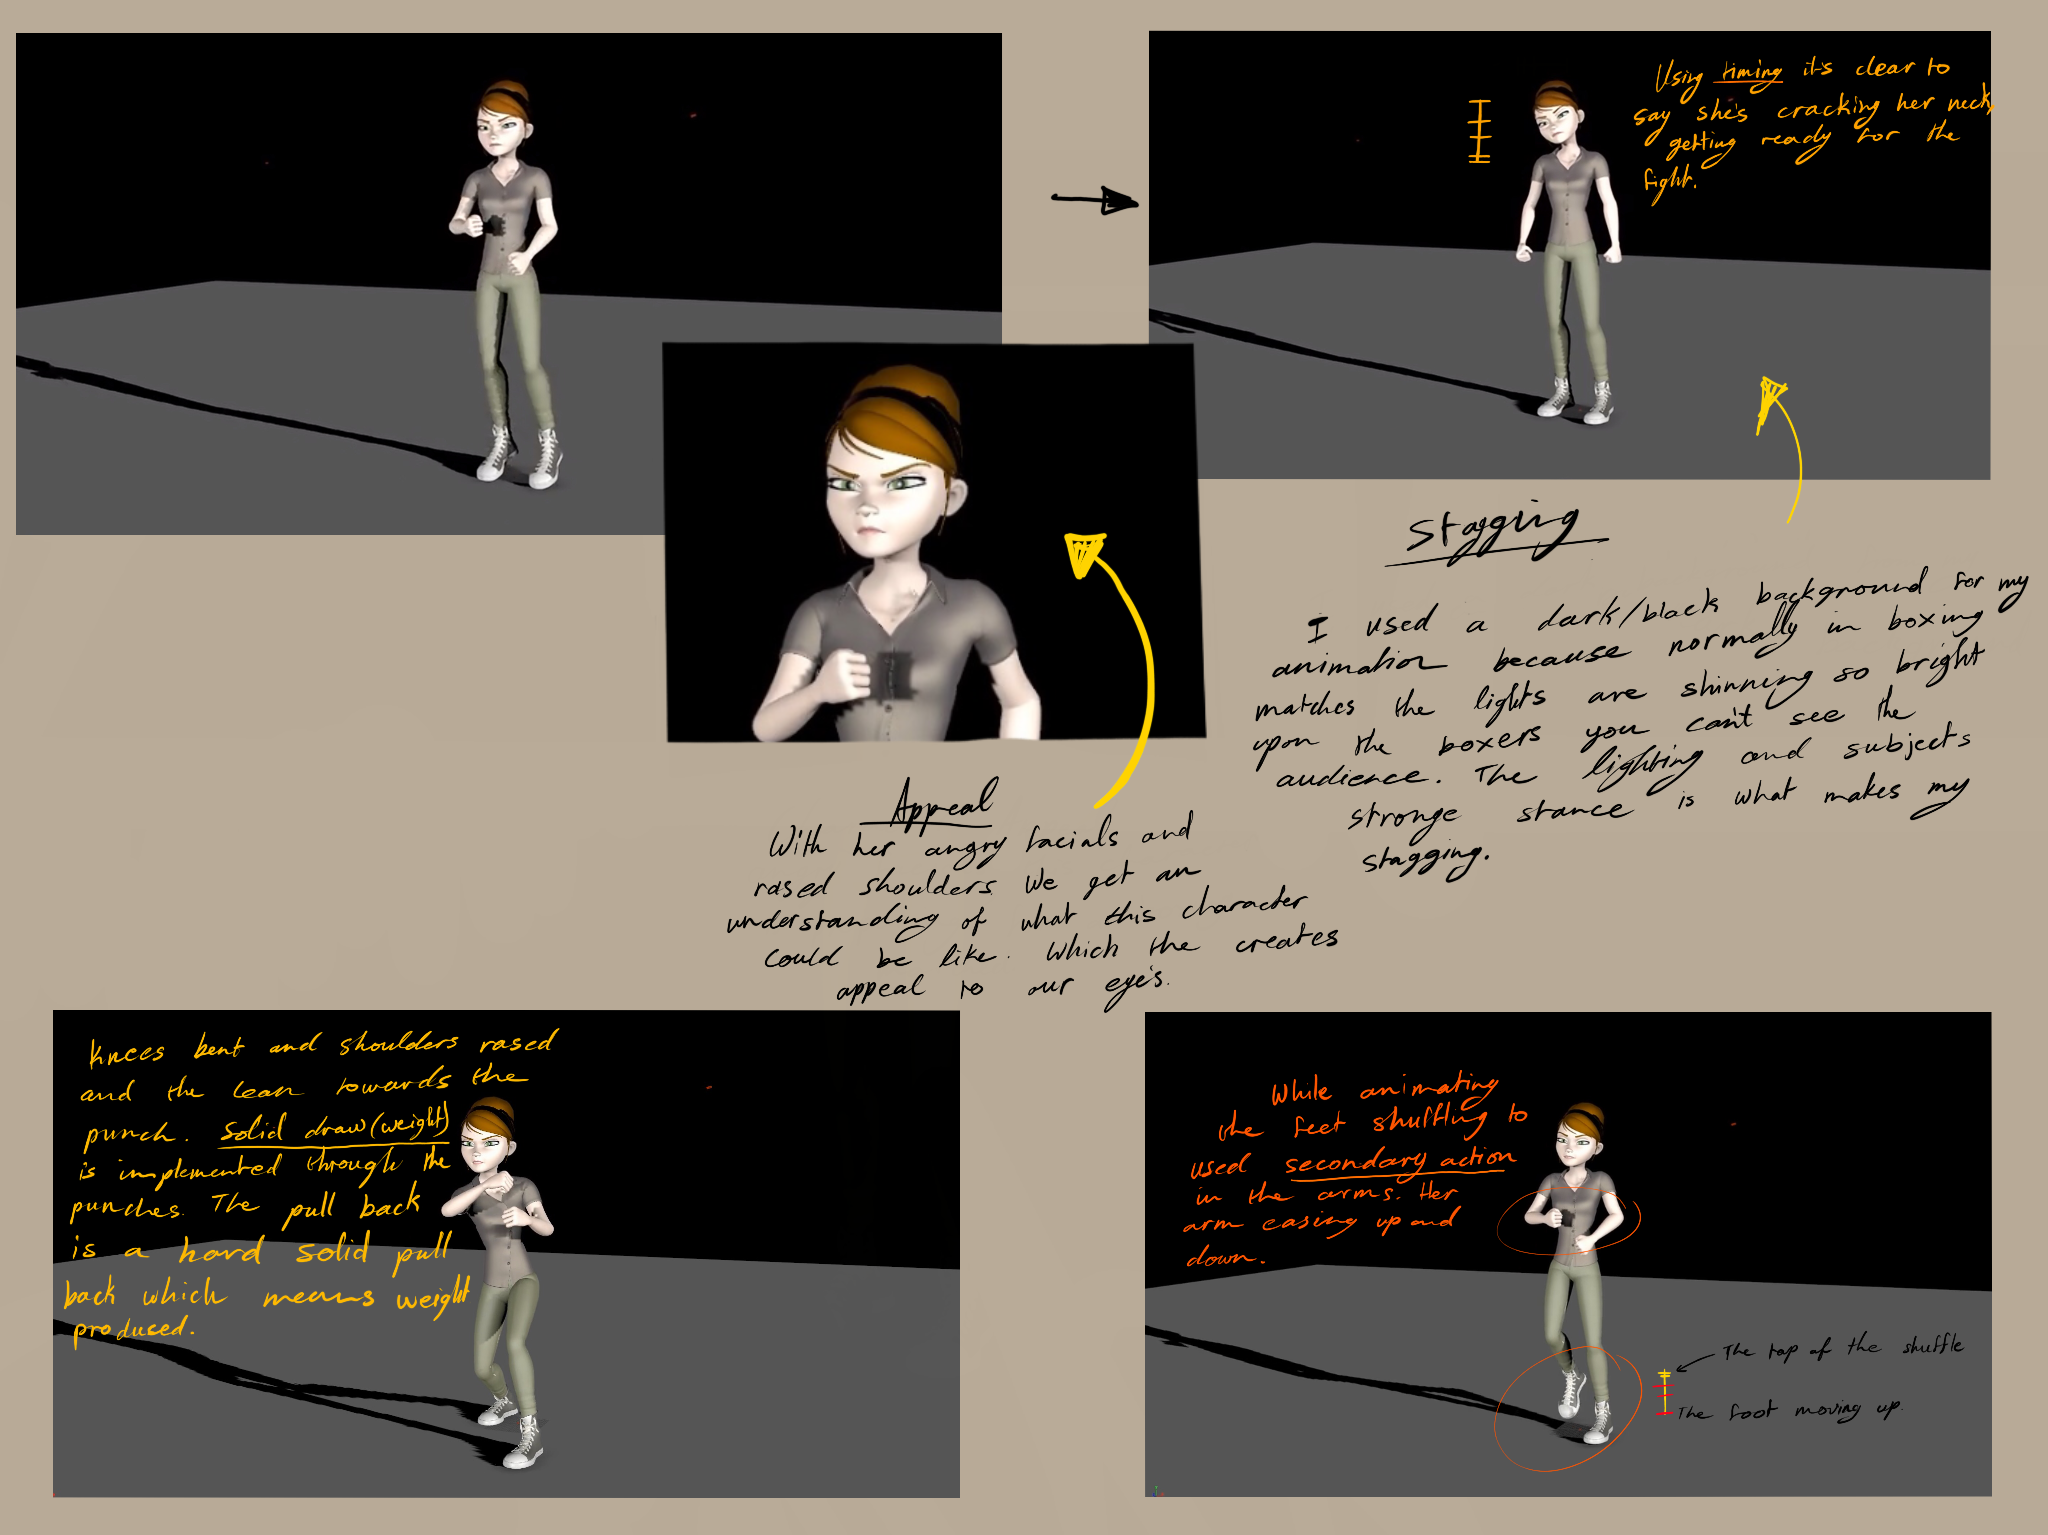 Using timing it's clear to
say she's cracking her neck,
getting ready for the
fight.
Stagging
I used a dark/black background for my
animation because normally in boxing
matches the lights are shinning so bright
upon the boxers you can't see the
audience. The lighting and subjects
stronge stance is what makes my
stagging.
Appeal
With her angry facials and
rased shoulders. We get an
understanding of what this character
could be like. Which the creates
appeal to our eye's.
Knees bent and shoulders rased
and the lean towards the
punch. Solid draw(weight)
is implemented through the
punches. The pull back
is a hard solid pull
back which means weight
produced.
While animating
the feet shuffling to
used secondary action
in the arms. Her
arm easing up and
down.
The top of the shuffle
The foot moving up.